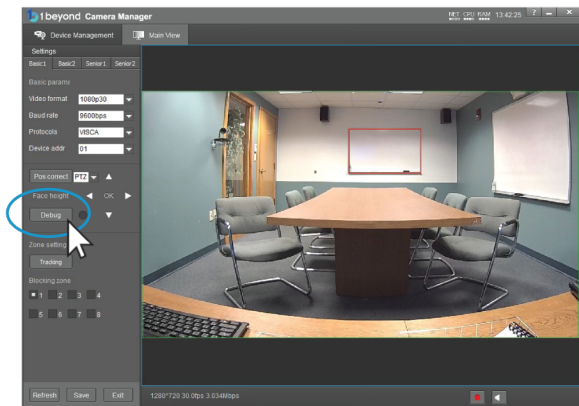 1beyond Camera Manager NET CPU RAM 13:42:25 ? – ×
Device Management Main View
Settings
Basic1 Basic2 Senior1 Senior2
Basic params
Video format 1080p30
Baud rate 9600bps
Protocols VISCA
Device addr 01
Pos correct PTZ
Face height OK
Debug
Zone setting
Tracking
Blocking zone
1 2 3 4
5 6 7 8
Refresh Save Exit 1280*720 30.0fps 3.034Mbps